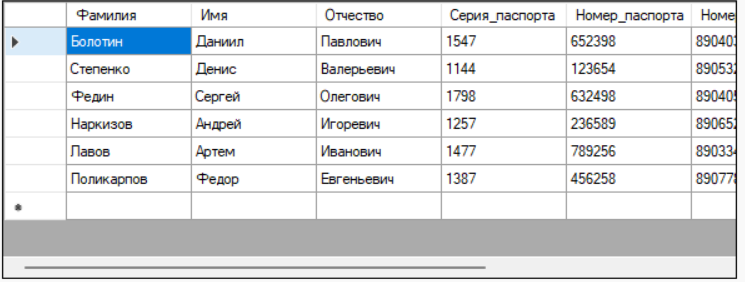 Фамилия Имя Отчество Серия_паспорта Номер_паспорта Номе
Болотин Даниил Павлович 1547 652398 890403
Степенко Денис Валерьевич 1144 123654 890532
Федин Сергей Олегович 1798 632498 890405
Наркизов Андрей Игоревич 1257 236589 890652
Лавов Артем Иванович 1477 789256 890334
Поликарпов Федор Евгеньевич 1387 456258 890778